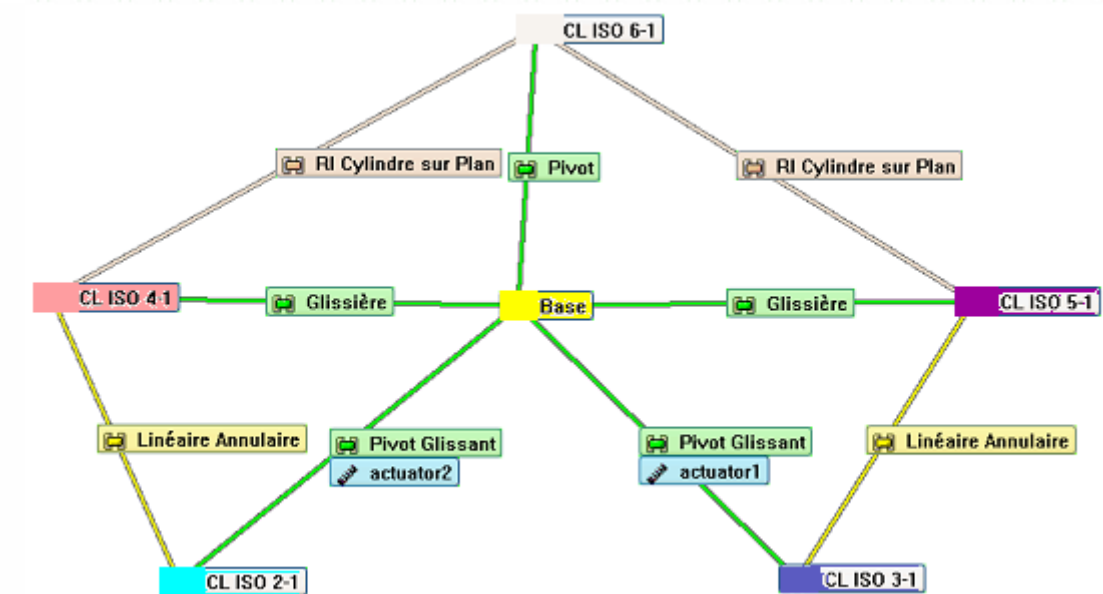 CL ISO 6-1
RI Cylindre sur Plan
Pivot
RI Cylindre sur Plan
CL ISO 4-1
Glissière
Base
Glissière
CL ISO 5-1
Linéaire Annulaire
Pivot Glissant
actuator2
Pivot Glissant
actuator1
Linéaire Annulaire
CL ISO 2-1
CL ISO 3-1